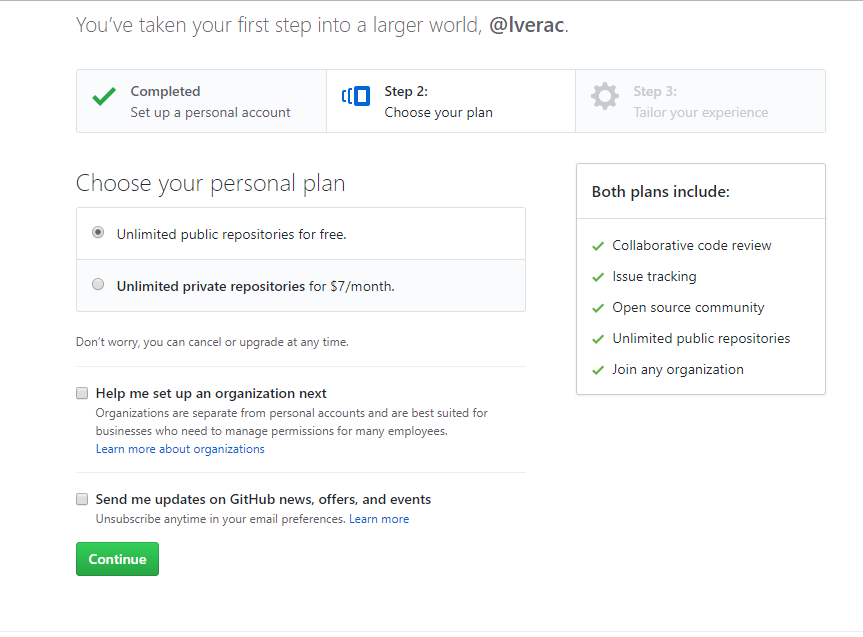 You’ve taken your first step into a larger world, @lverac.
Completed
Set up a personal account
Step 2:
Choose your plan
Step 3:
Tailor your experience
Choose your personal plan
Unlimited public repositories for free.
Unlimited private repositories for $7/month.
Don’t worry, you can cancel or upgrade at any time.
Help me set up an organization next
Organizations are separate from personal accounts and are best suited for
businesses who need to manage permissions for many employees.
Learn more about organizations
Send me updates on GitHub news, offers, and events
Unsubscribe anytime in your email preferences. Learn more
Continue
Both plans include:
Collaborative code review
Issue tracking
Open source community
Unlimited public repositories
Join any organization